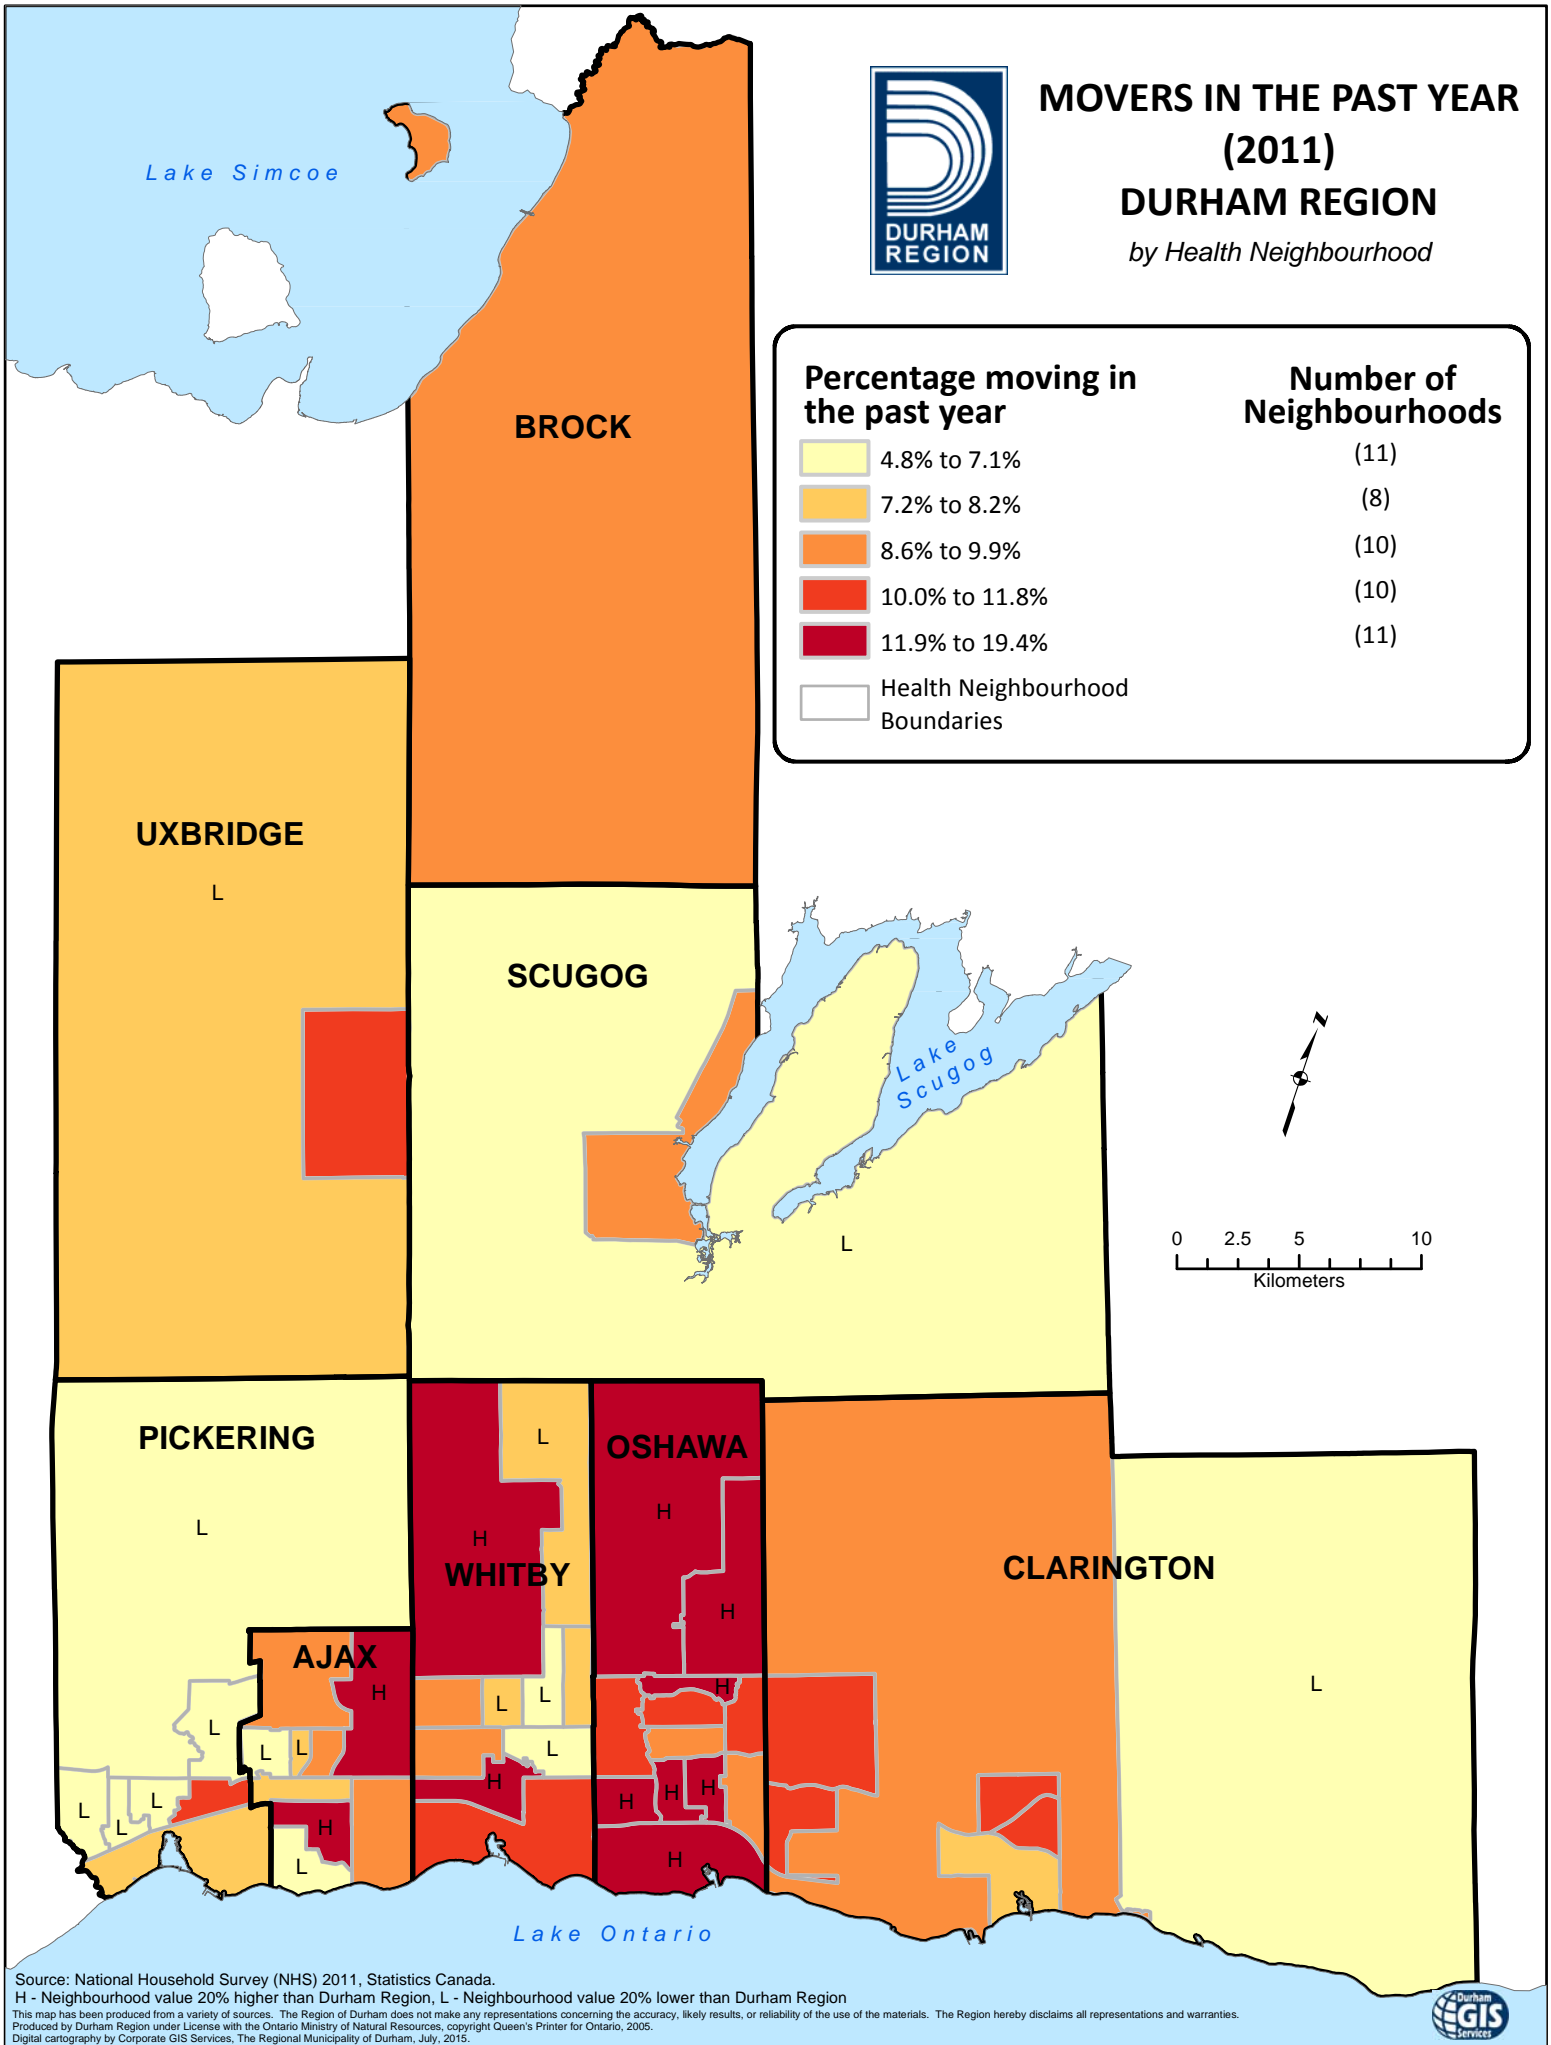 MOVERS IN THE PAST YEAR
(2011)
DURHAM REGION
by Health Neighbourhood
DURHAM
REGION
Lake Simcoe
Percentage moving in
the past year
Number of
Neighbourhoods
4.8% to 7.1% (11)
7.2% to 8.2% (8)
8.6% to 9.9% (10)
10.0% to 11.8% (10)
11.9% to 19.4% (11)
Health Neighbourhood
Boundaries
BROCK
UXBRIDGE
L
SCUGOG
Lake
Scugog
L
N
0 2.5 5 10
Kilometers
PICKERING
L
L
OSHAWA
H
H
WHITBY
H
CLARINGTON
L
AJAX
H
H
L
L
L
L
L
L
L
H
L
L
L
H
H
H
H
L
H
Lake Ontario
Source: National Household Survey (NHS) 2011, Statistics Canada.
H - Neighbourhood value 20% higher than Durham Region, L - Neighbourhood value 20% lower than Durham Region
This map has been produced from a variety of sources. The Region of Durham does not make any representations concerning the accuracy, likely results, or reliability of the use of the materials. The Region hereby disclaims all representations and warranties.
Produced by Durham Region under License with the Ontario Ministry of Natural Resources, copyright Queen's Printer for Ontario, 2005.
Digital cartography by Corporate GIS Services, The Regional Municipality of Durham, July, 2015.
Durham
GIS
Services